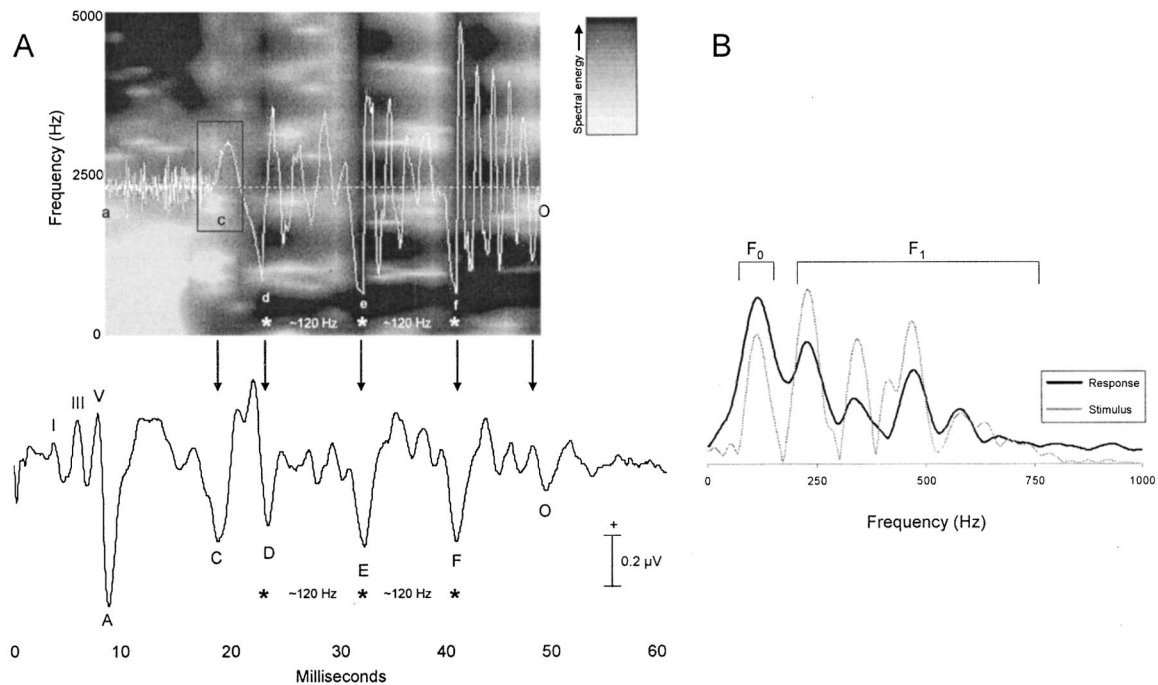 A
5000
2500
0
Frequency (Hz)
a
c
d
e
f
O
* ~120 Hz * ~120 Hz *
Spectral energy
I
III
V
A
C
D
E
F
O
* ~120 Hz * ~120 Hz *
+
0.2 µV
0 10 20 30 40 50 60
Milliseconds
B
F₀
F₁
Response
Stimulus
0 250 500 750 1000
Frequency (Hz)